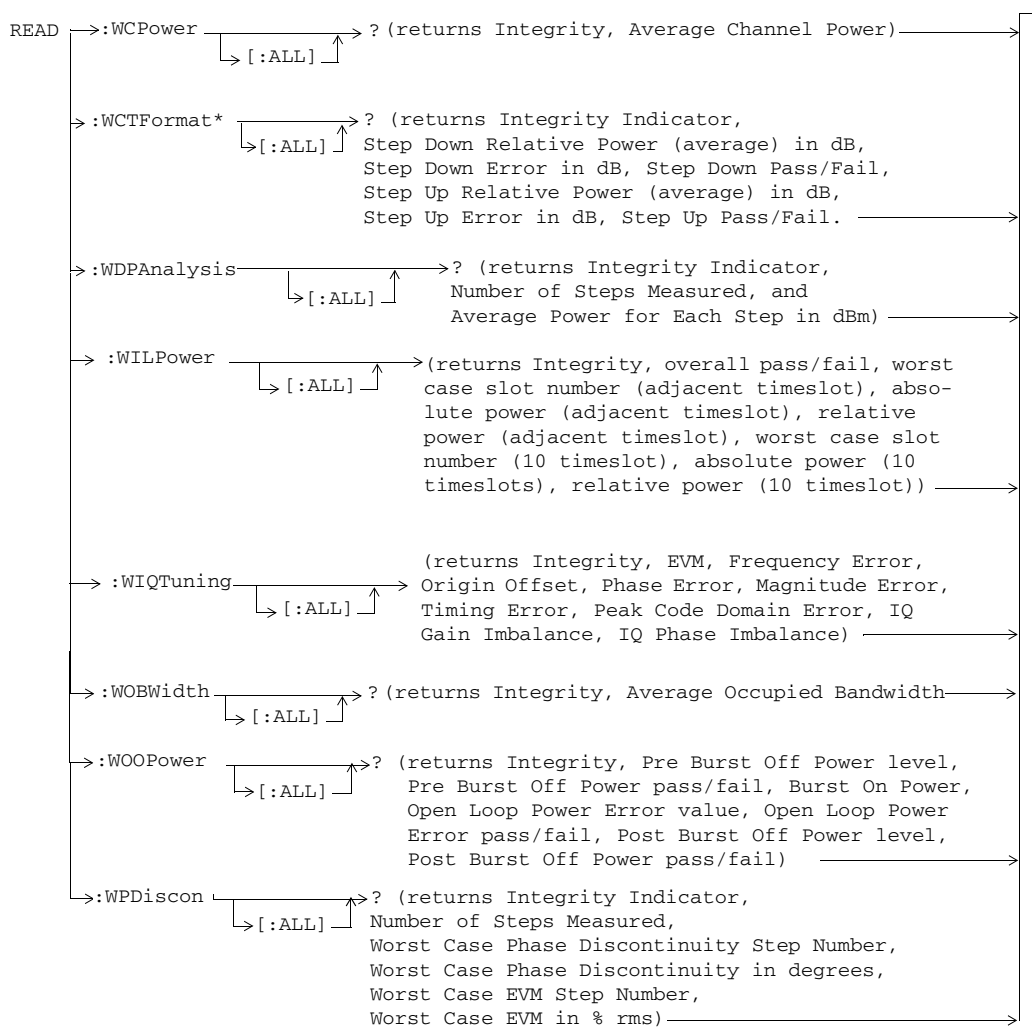 READ :WCPower ? (returns Integrity, Average Channel Power)
[:ALL]
:WCTFormat* ? (returns Integrity Indicator,
[:ALL] Step Down Relative Power (average) in dB,
Step Down Error in dB, Step Down Pass/Fail,
Step Up Relative Power (average) in dB,
Step Up Error in dB, Step Up Pass/Fail.
:WDPAnalysis ? (returns Integrity Indicator,
[:ALL] Number of Steps Measured, and
Average Power for Each Step in dBm)
:WILPower (returns Integrity, overall pass/fail, worst
[:ALL] case slot number (adjacent timeslot), abso-
lute power (adjacent timeslot), relative
power (adjacent timeslot), worst case slot
number (10 timeslot), absolute power (10
timeslots), relative power (10 timeslot))
(returns Integrity, EVM, Frequency Error,
:WIQTuning Origin Offset, Phase Error, Magnitude Error,
[:ALL] Timing Error, Peak Code Domain Error, IQ
Gain Imbalance, IQ Phase Imbalance)
:WOBWidth ? (returns Integrity, Average Occupied Bandwidth
[:ALL]
:WOOPower ? (returns Integrity, Pre Burst Off Power level,
[:ALL] Pre Burst Off Power pass/fail, Burst On Power,
Open Loop Power Error value, Open Loop Power
Error pass/fail, Post Burst Off Power level,
Post Burst Off Power pass/fail)
:WPDiscon ? (returns Integrity Indicator,
[:ALL] Number of Steps Measured,
Worst Case Phase Discontinuity Step Number,
Worst Case Phase Discontinuity in degrees,
Worst Case EVM Step Number,
Worst Case EVM in % rms)